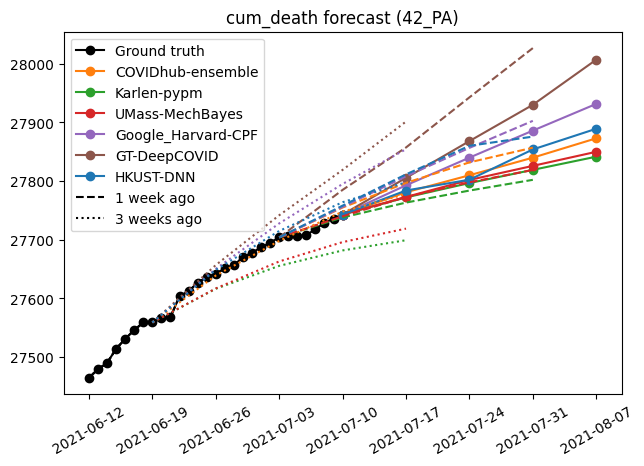 cum_death forecast (42_PA)
28000
27900
27800
27700
27600
27500
Ground truth
COVIDhub-ensemble
Karlen-pypm
UMass-MechBayes
Google_Harvard-CPF
GT-DeepCOVID
HKUST-DNN
1 week ago
3 weeks ago
2021-06-12
2021-06-19
2021-06-26
2021-07-03
2021-07-10
2021-07-17
2021-07-24
2021-07-31
2021-08-07